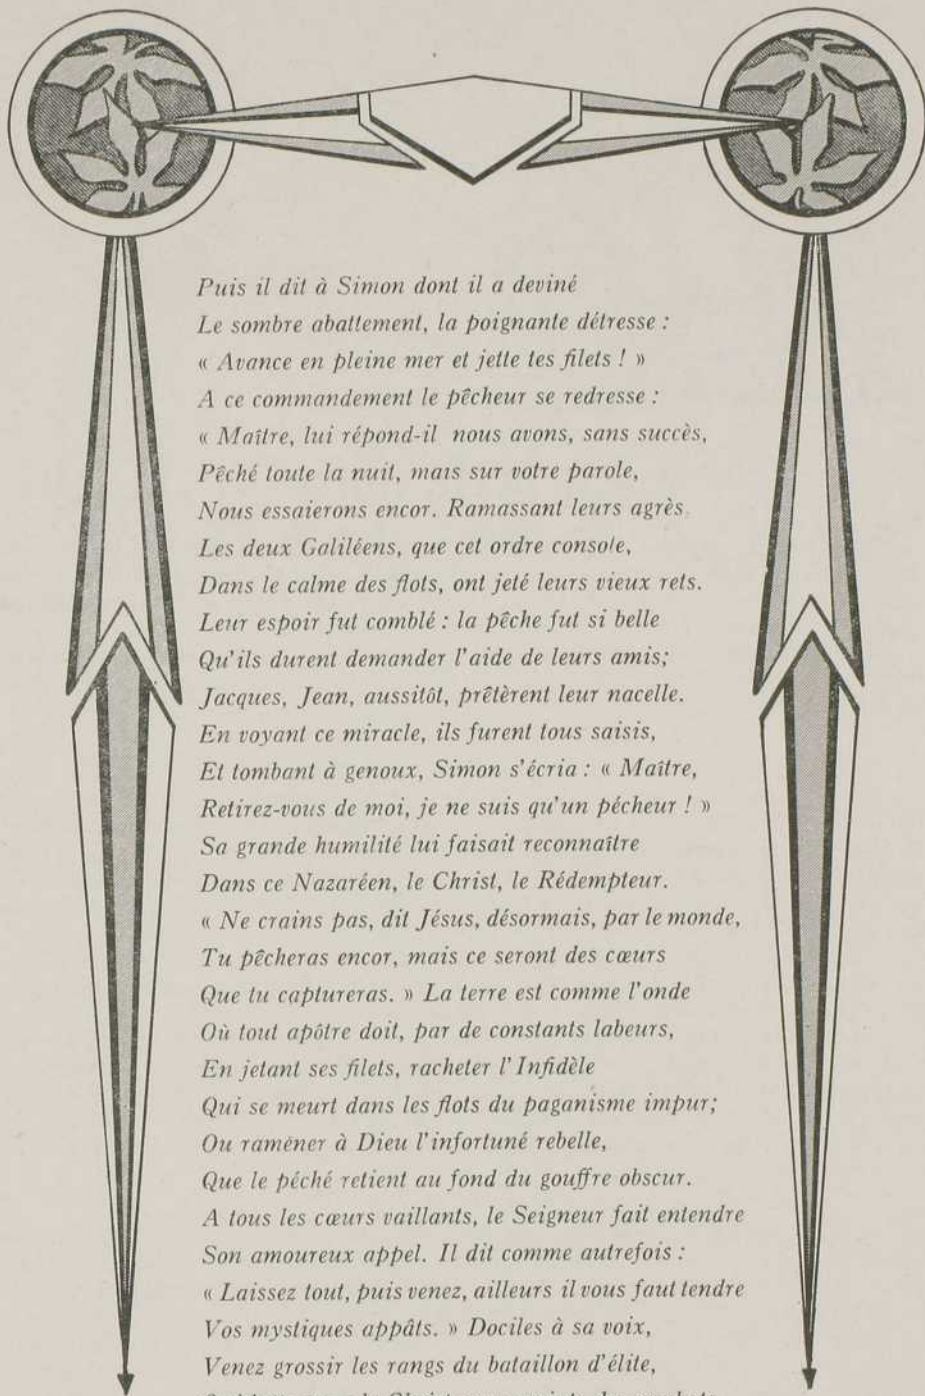 Puis il dit à Simon dont il a deviné
Le sombre abattement, la poignante détresse :
« Avance en pleine mer et jette tes filets ! »
A ce commandement le pêcheur se redresse :
« Maître, lui répond-il nous avons, sans succès,
Pêché toute la nuit, mais sur votre parole,
Nous essaierons encor. Ramassant leurs agrès
Les deux Galiléens, que cet ordre console,
Dans le calme des flots, ont jeté leurs vieux rets.
Leur espoir fut comblé : la pêche fut si belle
Qu'ils durent demander l'aide de leurs amis;
Jacques, Jean, aussitôt, prêtèrent leur nacelle.
En voyant ce miracle, ils furent tous saisis,
Et tombant à genoux, Simon s'écria : « Maître,
Retirez-vous de moi, je ne suis qu'un pécheur ! »
Sa grande humilité lui faisait reconnaître
Dans ce Nazaréen, le Christ, le Rédempteur.
« Ne crains pas, dit Jésus, désormais, par le monde,
Tu pêcheras encor, mais ce seront des cœurs
Que tu captureras. » La terre est comme l'onde
Où tout apôtre doit, par de constants labeurs,
En jetant ses filets, racheter l'Infidèle
Qui se meurt dans les flots du paganisme impur;
Ou ramener à Dieu l'infortuné rebelle,
Que le péché retient au fond du gouffre obscur.
A tous les cœurs vaillants, le Seigneur fait entendre
Son amoureux appel. Il dit comme autrefois :
« Laissez tout, puis venez, ailleurs il vous faut tendre
Vos mystiques appâts. » Dociles à sa voix,
Venez grossir les rangs du bataillon d'élite,